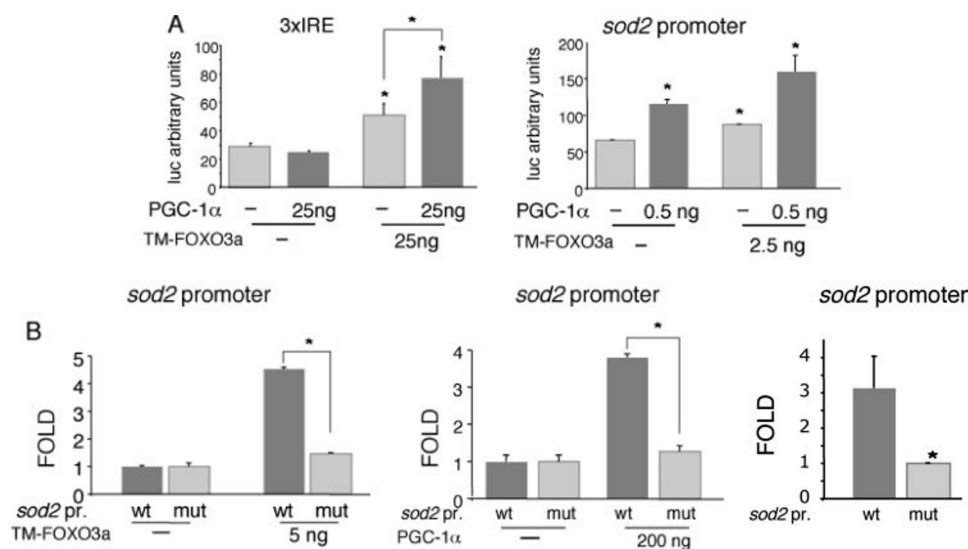 A
3xIRE
luc arbitrary units
100
80
60
40
20
0
*
*
*
PGC-1α – 25ng – 25ng
TM-FOXO3a – 25ng
sod2 promoter
luc arbitrary units
200
150
100
50
0
*
*
*
PGC-1α – 0.5 ng – 0.5 ng
TM-FOXO3a – 2.5 ng
B
sod2 promoter
FOLD
5
4
3
2
1
0
*
sod2 pr. wt mut wt mut
TM-FOXO3a – 5 ng
sod2 promoter
FOLD
4
3
2
1
0
*
sod2 pr. wt mut wt mut
PGC-1α – 200 ng
sod2 promoter
FOLD
4
3
2
1
0
*
sod2 pr. wt mut